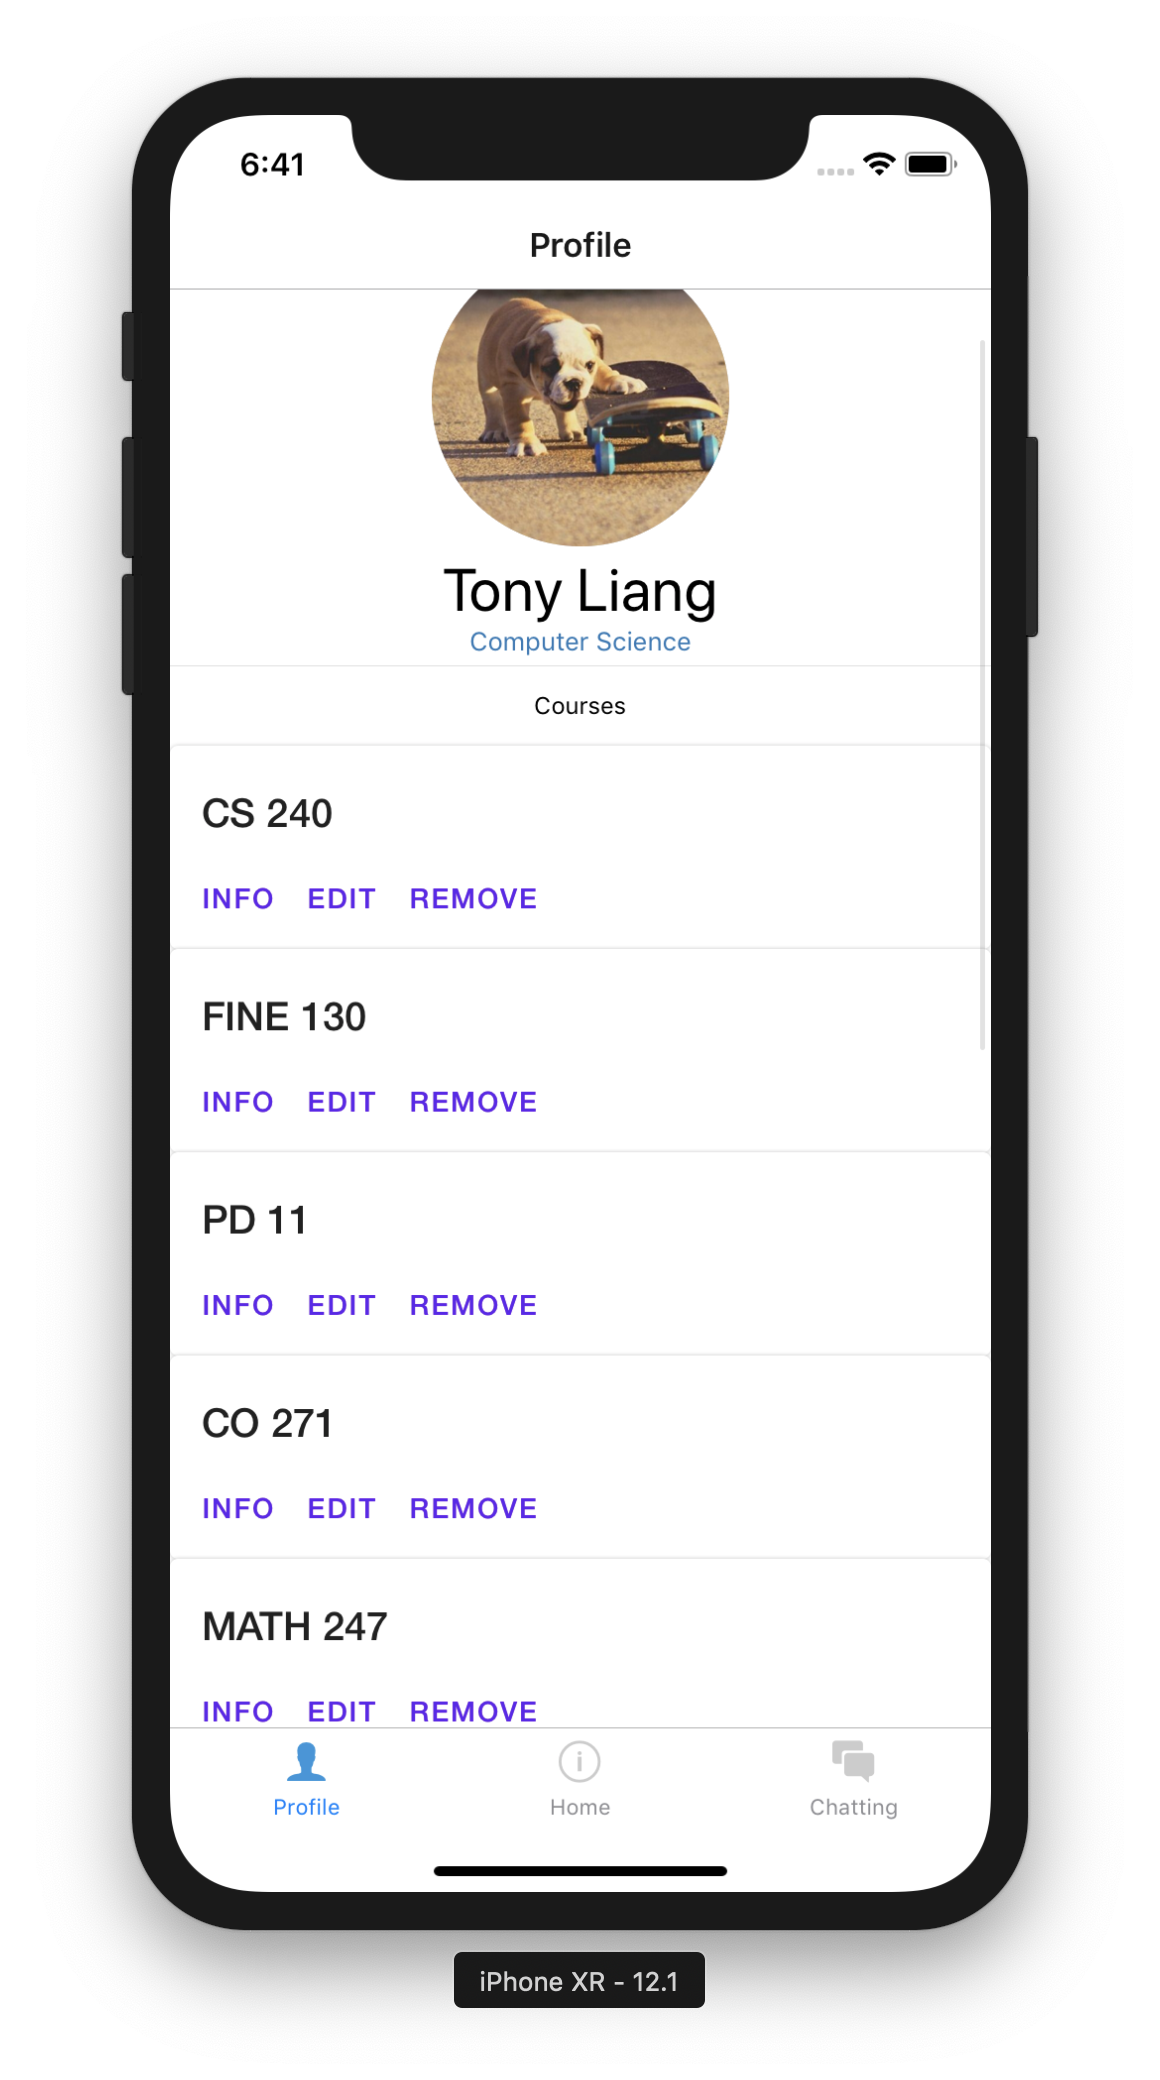 6:41
Profile
Tony Liang
Computer Science
Courses
CS 240
INFO EDIT REMOVE
FINE 130
INFO EDIT REMOVE
PD 11
INFO EDIT REMOVE
CO 271
INFO EDIT REMOVE
MATH 247
INFO EDIT REMOVE
Profile Home Chatting
iPhone XR - 12.1